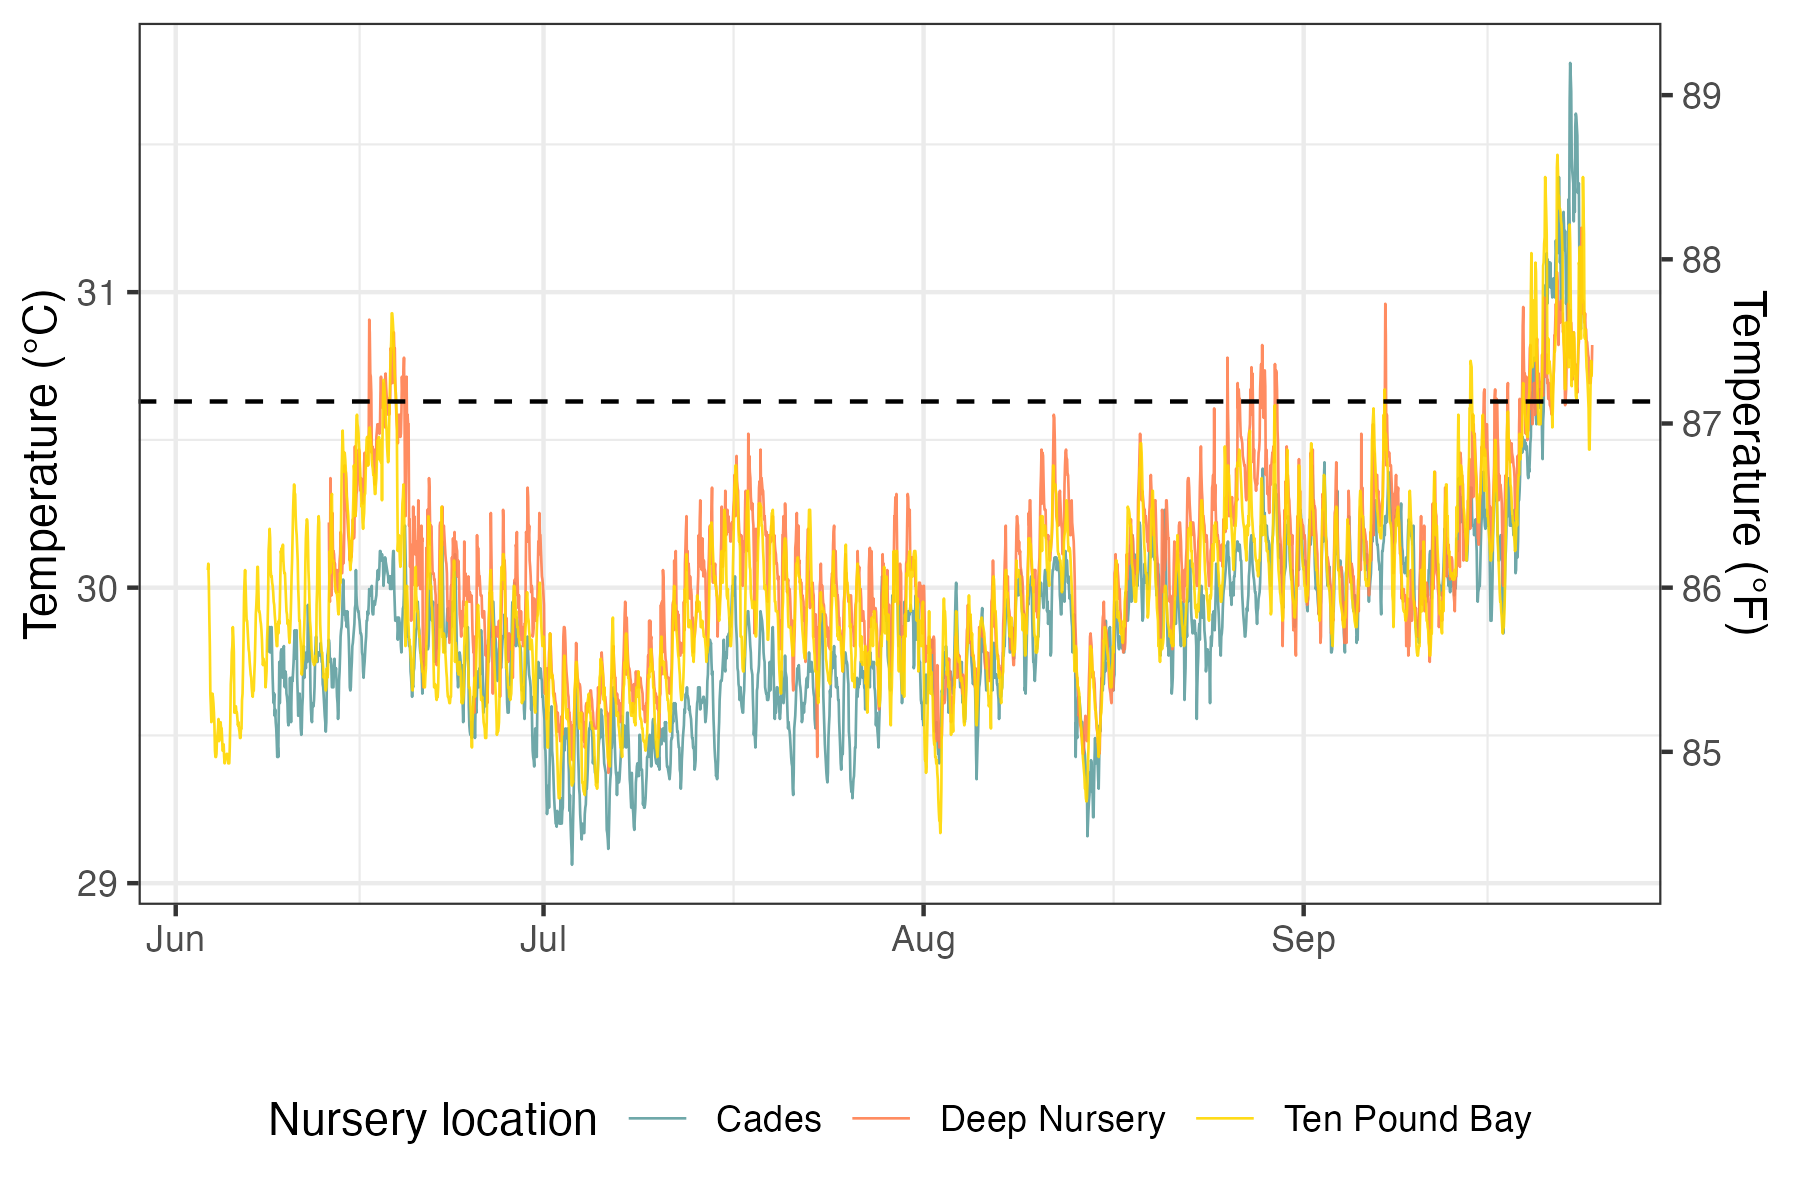 Temperature (°C)
31
30
29
89
88
87
86
85
Temperature (°F)
Jun Jul Aug Sep
Nursery location Cades Deep Nursery Ten Pound Bay